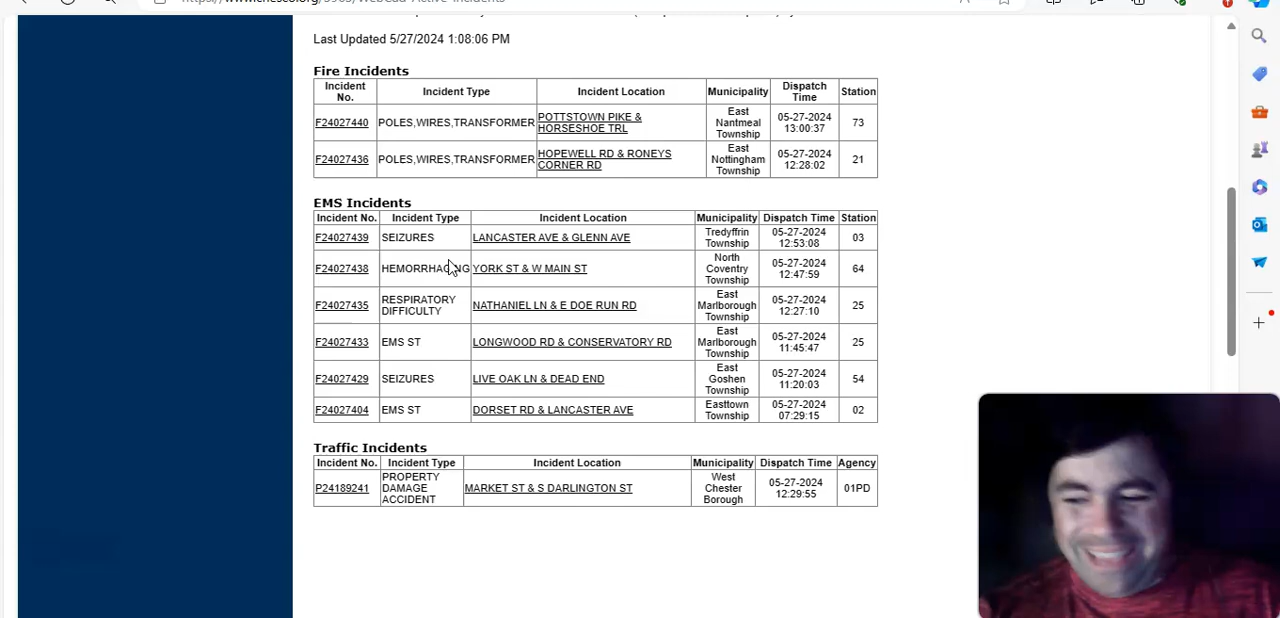 Last Updated 5/27/2024 1:08:06 PM
Fire Incidents
Incident No. Incident Type Incident Location Municipality Dispatch Time Station
F24027440 POLES,WIRES,TRANSFORMER POTTSTOWN PIKE & HORSESHOE TRL East Nantmeal Township 05-27-2024 13:00:37 73
F24027436 POLES,WIRES,TRANSFORMER HOPEWELL RD & RONEYS CORNER RD East Nottingham Township 05-27-2024 12:28:02 21
EMS Incidents
Incident No. Incident Type Incident Location Municipality Dispatch Time Station
F24027439 SEIZURES LANCASTER AVE & GLENN AVE Tredyffrin Township 05-27-2024 12:53:08 03
F24027438 YORK ST & W MAIN ST North Coventry Township 05-27-2024 12:47:59 64
F24027435 RESPIRATORY DIFFICULTY NATHANIEL LN & E DOE RUN RD East Marlborough Township 05-27-2024 12:27:10 25
F24027433 EMS ST LONGWOOD RD & CONSERVATORY RD East Marlborough Township 05-27-2024 11:45:47 25
F24027429 SEIZURES LIVE OAK LN & DEAD END East Goshen Township 05-27-2024 11:20:03 54
F24027404 EMS ST DORSET RD & LANCASTER AVE Easttown Township 05-27-2024 07:29:15 02
Traffic Incidents
Incident No. Incident Type Incident Location Municipality Dispatch Time Agency
P24189241 PROPERTY DAMAGE ACCIDENT MARKET ST & S DARLINGTON ST West Chester Borough 05-27-2024 12:29:55 01PD